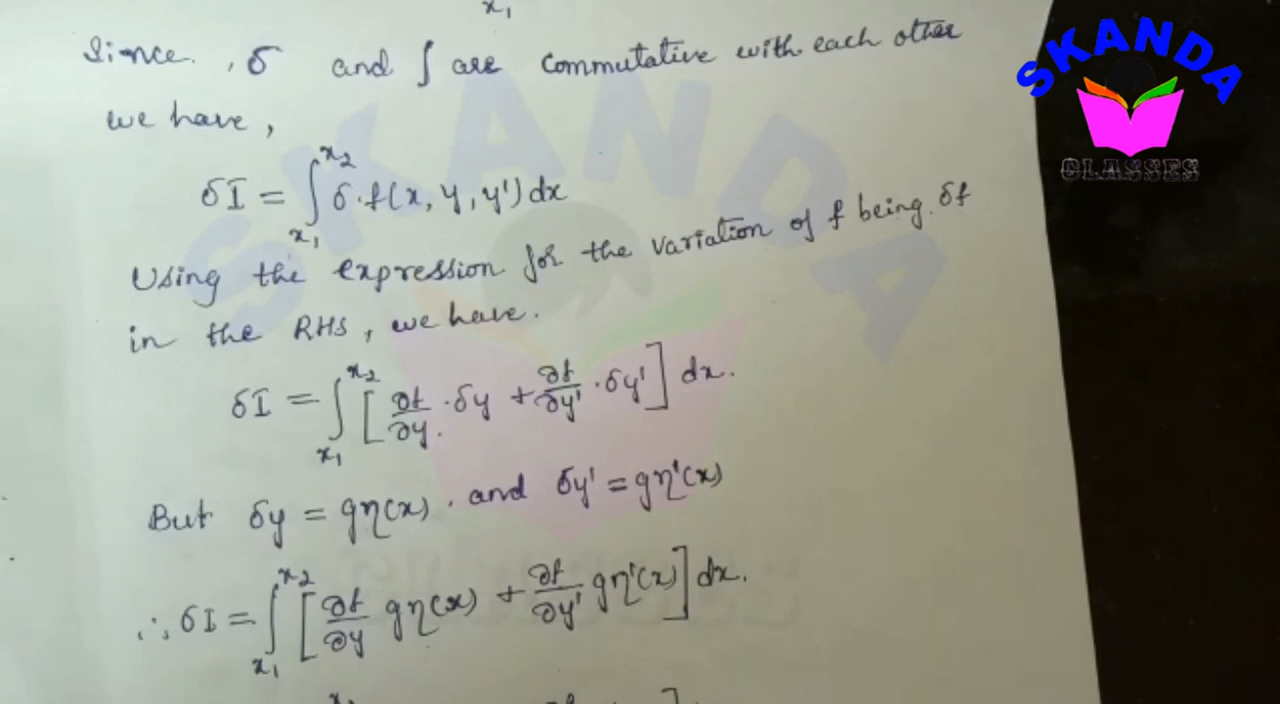 x₁
Since, δ and ∫ are commutative with each other
we have,
δI = ∫_{x₁}^{x₂} δ·f(x, y, y') dx
Using the expression for the variation of f being δf
in the RHS, we have.
δI = ∫_{x₁}^{x₂} [∂f/∂y · δy + ∂f/∂y' · δy'] dx.
But δy = gη(x). and δy' = gη'(x)
∴ δI = ∫_{x₁}^{x₂} [∂f/∂y gη(x) + ∂f/∂y' gη'(x)] dx.
SKANDA
CLASSES
SKANDA